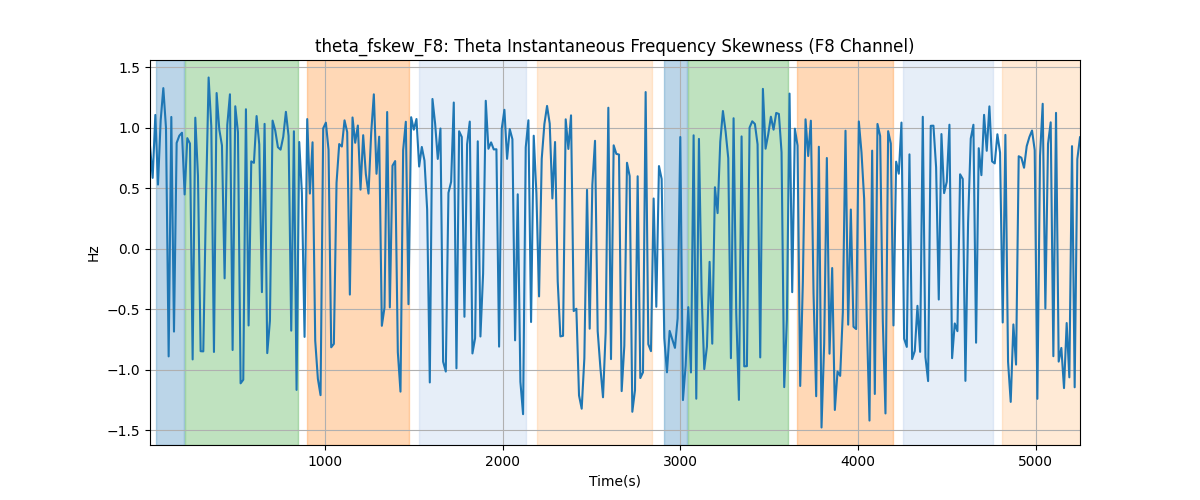 theta_fskew_F8: Theta Instantaneous Frequency Skewness (F8 Channel)
1.5
1.0
0.5
0.0
−0.5
−1.0
−1.5
Hz
1000 2000 3000 4000 5000
Time(s)